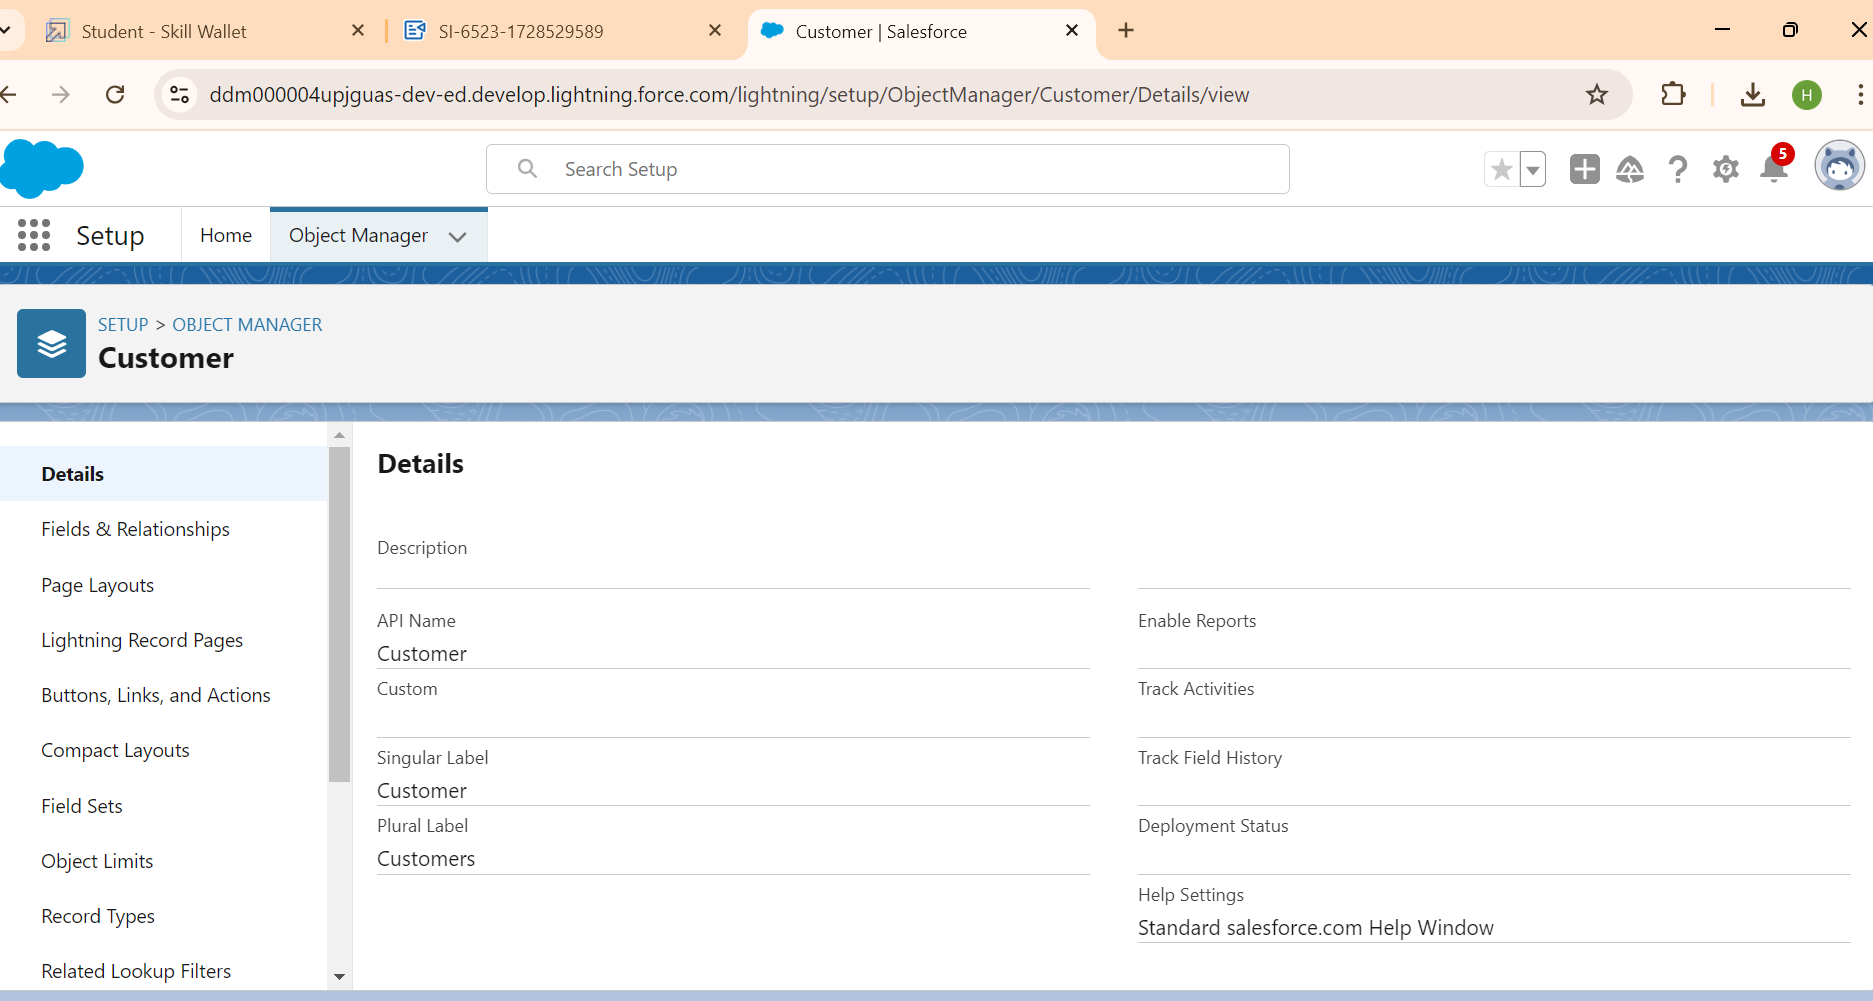 Student - Skill Wallet
SI-6523-1728529589
Customer | Salesforce
ddm000004upjguas-dev-ed.develop.lightning.force.com/lightning/setup/ObjectManager/Customer/Details/view
H
Search Setup
5
Setup
Home
Object Manager
SETUP > OBJECT MANAGER
Customer
Details
Fields & Relationships
Page Layouts
Lightning Record Pages
Buttons, Links, and Actions
Compact Layouts
Field Sets
Object Limits
Record Types
Related Lookup Filters
Details
Description
API Name
Customer
Custom
Singular Label
Customer
Plural Label
Customers
Enable Reports
Track Activities
Track Field History
Deployment Status
Help Settings
Standard salesforce.com Help Window